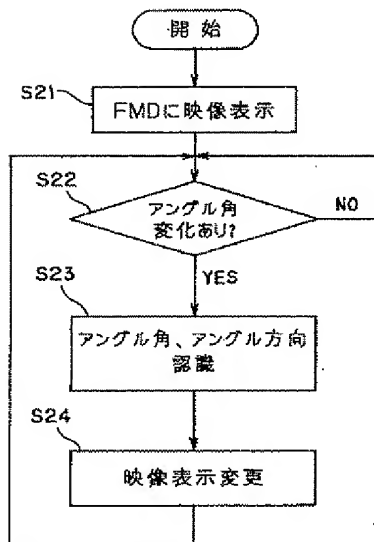 開始
S21
FMDに映像表示
S22
アングル角
変化あり?
NO
YES
S23
アングル角、アングル方向
認識
S24
映像表示変更